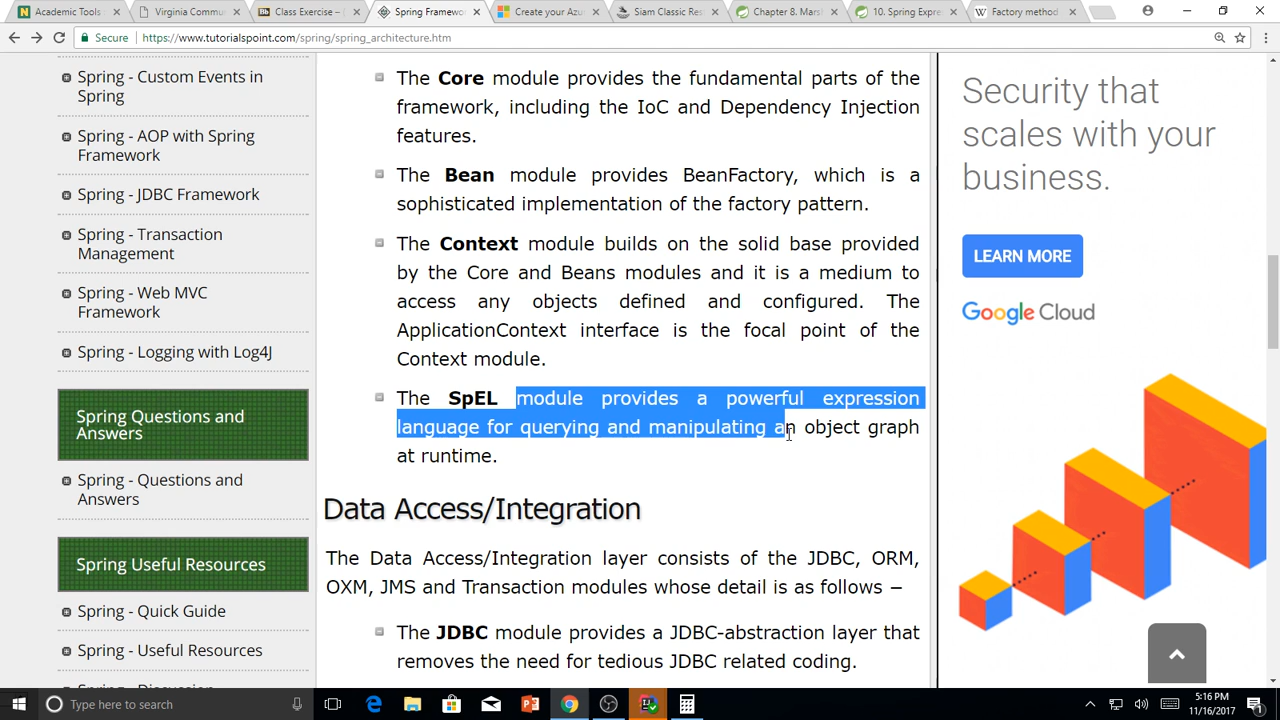 Academic Tools
Virginia Commu
Class Exercise –
Spring Framewo
Create your Azu
Siam Classic Res
Chapter 8. Mars
10. Spring Expre
Factory method
Secure
https://www.tutorialspoint.com/spring/spring_architecture.htm
Spring - Custom Events in
Spring
Spring - AOP with Spring
Framework
Spring - JDBC Framework
Spring - Transaction
Management
Spring - Web MVC
Framework
Spring - Logging with Log4J
Spring Questions and
Answers
Spring - Questions and
Answers
Spring Useful Resources
Spring - Quick Guide
Spring - Useful Resources
The Core module provides the fundamental parts of the
framework, including the IoC and Dependency Injection
features.
The Bean module provides BeanFactory, which is a
sophisticated implementation of the factory pattern.
The Context module builds on the solid base provided
by the Core and Beans modules and it is a medium to
access any objects defined and configured. The
ApplicationContext interface is the focal point of the
Context module.
The SpEL module provides a powerful expression
language for querying and manipulating an object graph
at runtime.
Data Access/Integration
The Data Access/Integration layer consists of the JDBC, ORM,
OXM, JMS and Transaction modules whose detail is as follows −
The JDBC module provides a JDBC-abstraction layer that
removes the need for tedious JDBC related coding.
Security that
scales with your
business.
LEARN MORE
Google Cloud
Type here to search
5:16 PM
11/16/2017